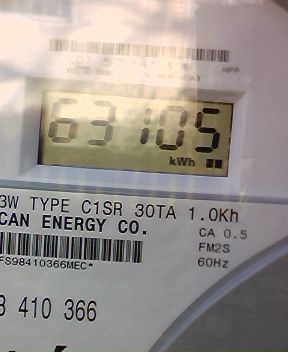 63105
kWh
3W TYPE C1SR 30TA 1.0Kh
CAN ENERGY CO.
CA 0.5
FM2S
60Hz
FS98410366MEC*
8 410 366